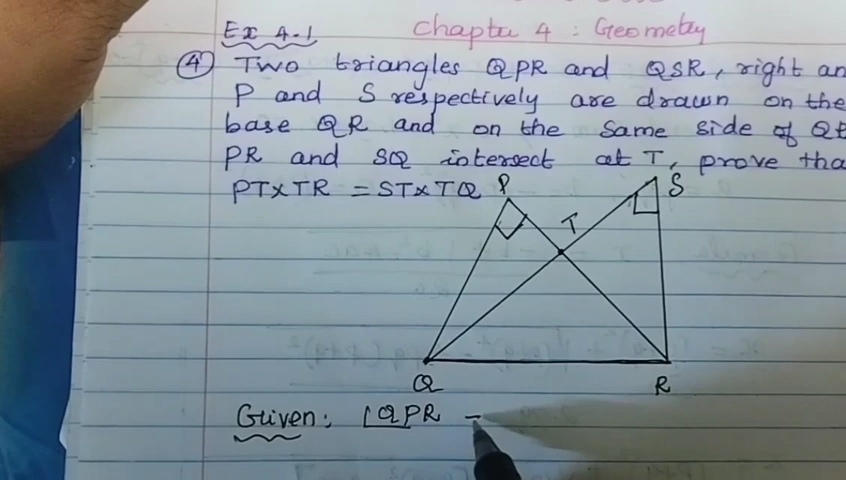 Ex 4.1 Chapter 4 : Geometry
④ Two triangles QPR and QSR, right an
P and S respectively are drawn on the
base QR and on the same side of QR
PR and SQ intersect at T, prove tha
PT×TR = ST×TQ
P
S
T
Q R
Given: ∠QPR =